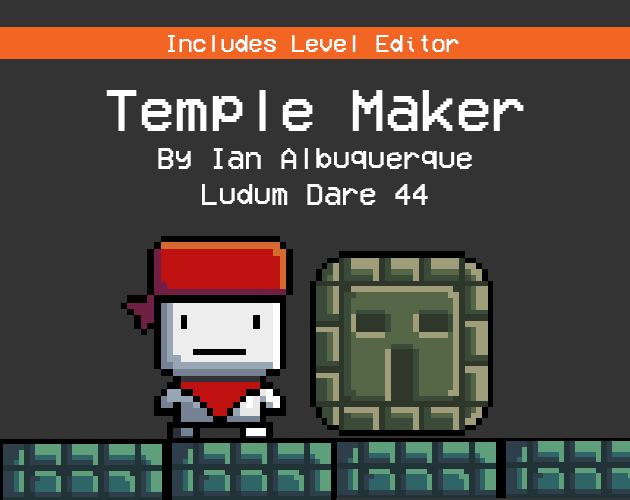 Includes Level Editor
Temple Maker
By Ian Albuquerque
Ludum Dare 44